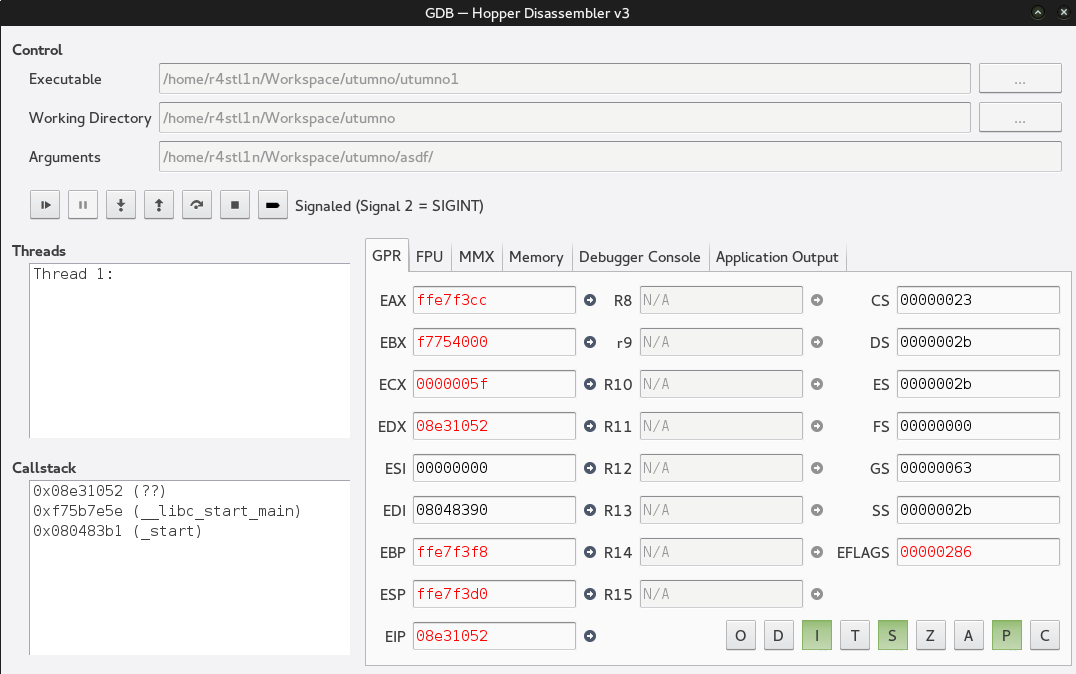 GDB — Hopper Disassembler v3
Control
Executable /home/r4stl1n/Workspace/utumno/utumno1 ...
Working Directory /home/r4stl1n/Workspace/utumno ...
Arguments /home/r4stl1n/Workspace/utumno/asdf/
Signaled (Signal 2 = SIGINT)
Threads
Thread 1:
Callstack
0x08e31052 (??)
0xf75b7e5e (__libc_start_main)
0x080483b1 (_start)
GPR FPU MMX Memory Debugger Console Application Output
EAX ffe7f3cc R8 N/A CS 00000023
EBX f7754000 r9 N/A DS 0000002b
ECX 0000005f R10 N/A ES 0000002b
EDX 08e31052 R11 N/A FS 00000000
ESI 00000000 R12 N/A GS 00000063
EDI 08048390 R13 N/A SS 0000002b
EBP ffe7f3f8 R14 N/A EFLAGS 00000286
ESP ffe7f3d0 R15 N/A
EIP 08e31052 O D I T S Z A P C